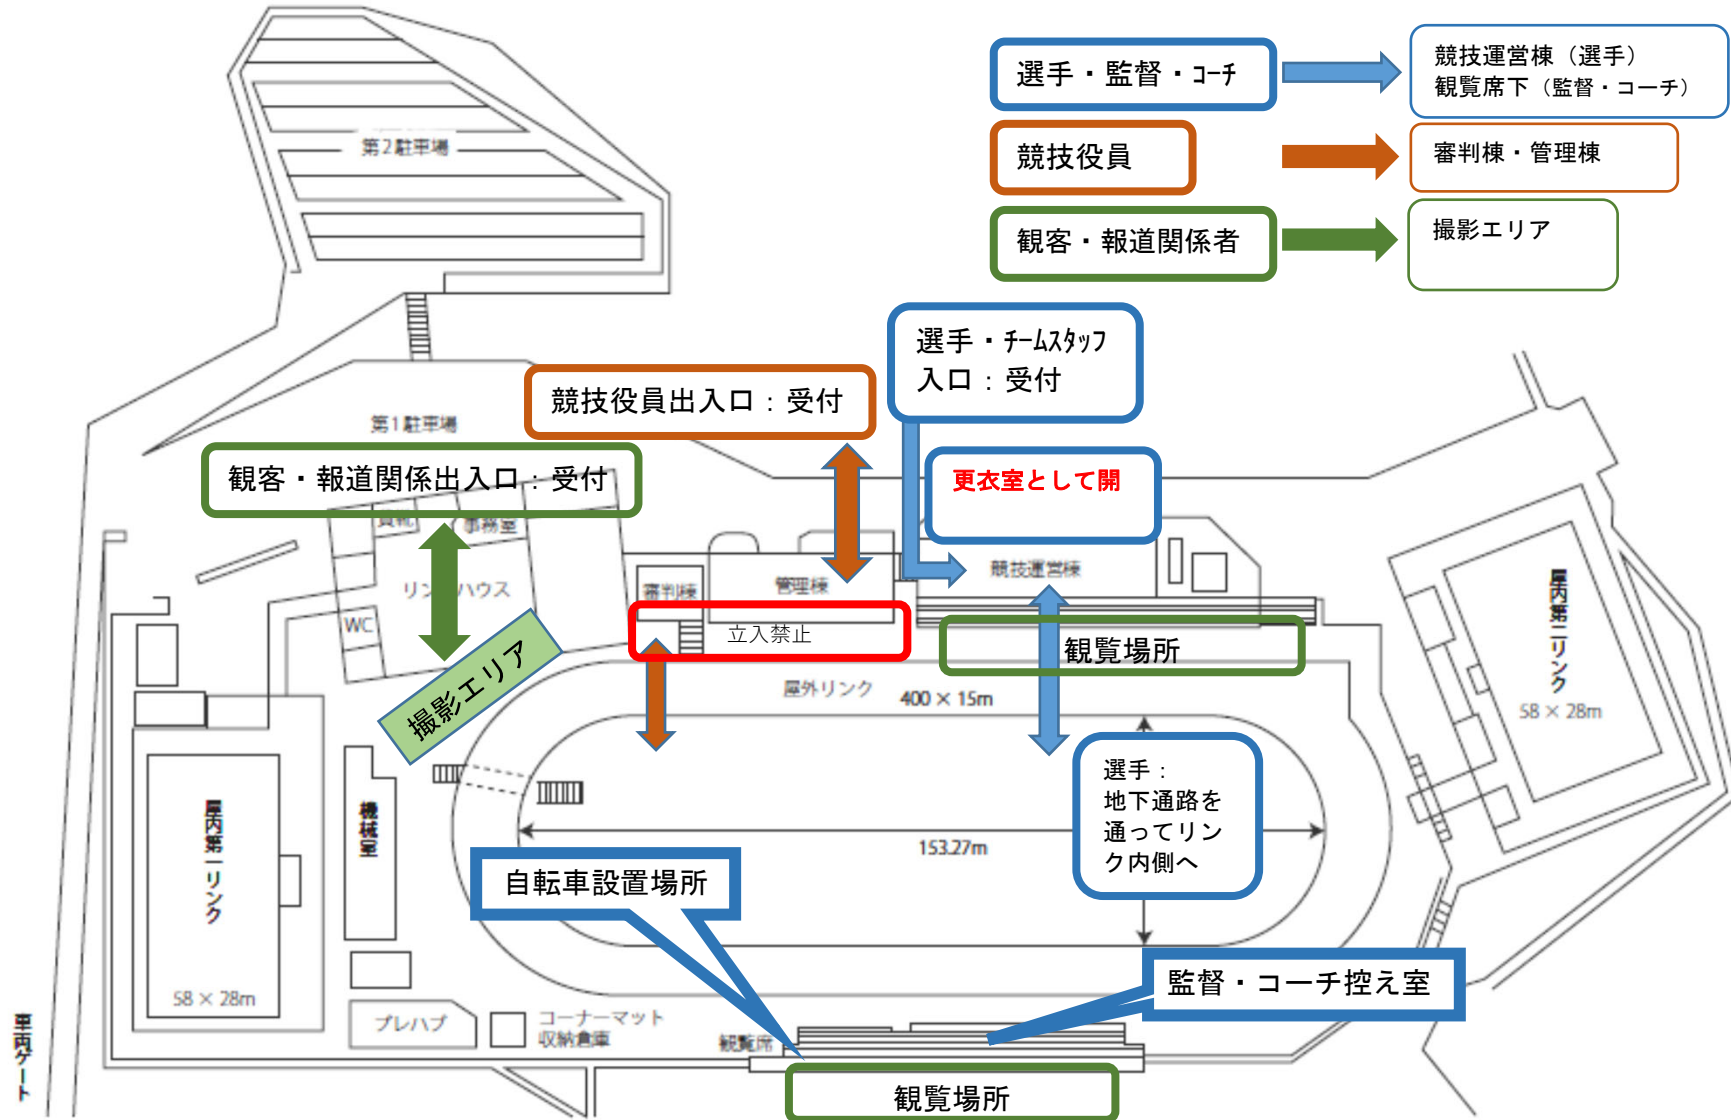 選手・監督・コーチ
競技運営棟（選手）
観覧席下（監督・コーチ）
競技役員
審判棟・管理棟
観客・報道関係者
撮影エリア
第2駐車場
選手・チームスタッフ
入口：受付
競技役員出入口：受付
第1駐車場
観客・報道関係出入口：受付
更衣室として開
貸靴
事務室
リンクハウス
審判棟
管理棟
競技運営棟
WC
立入禁止
観覧場所
撮影エリア
屋外リンク
400 × 15m
屋内第二リンク
58 × 28m
選手：
地下通路を
通ってリン
ク内側へ
機械室
屋内第一リンク
153.27m
自転車設置場所
監督・コーチ控え室
58 × 28m
プレハブ
コーナーマット
収納倉庫
観覧席
車両ゲート
観覧場所